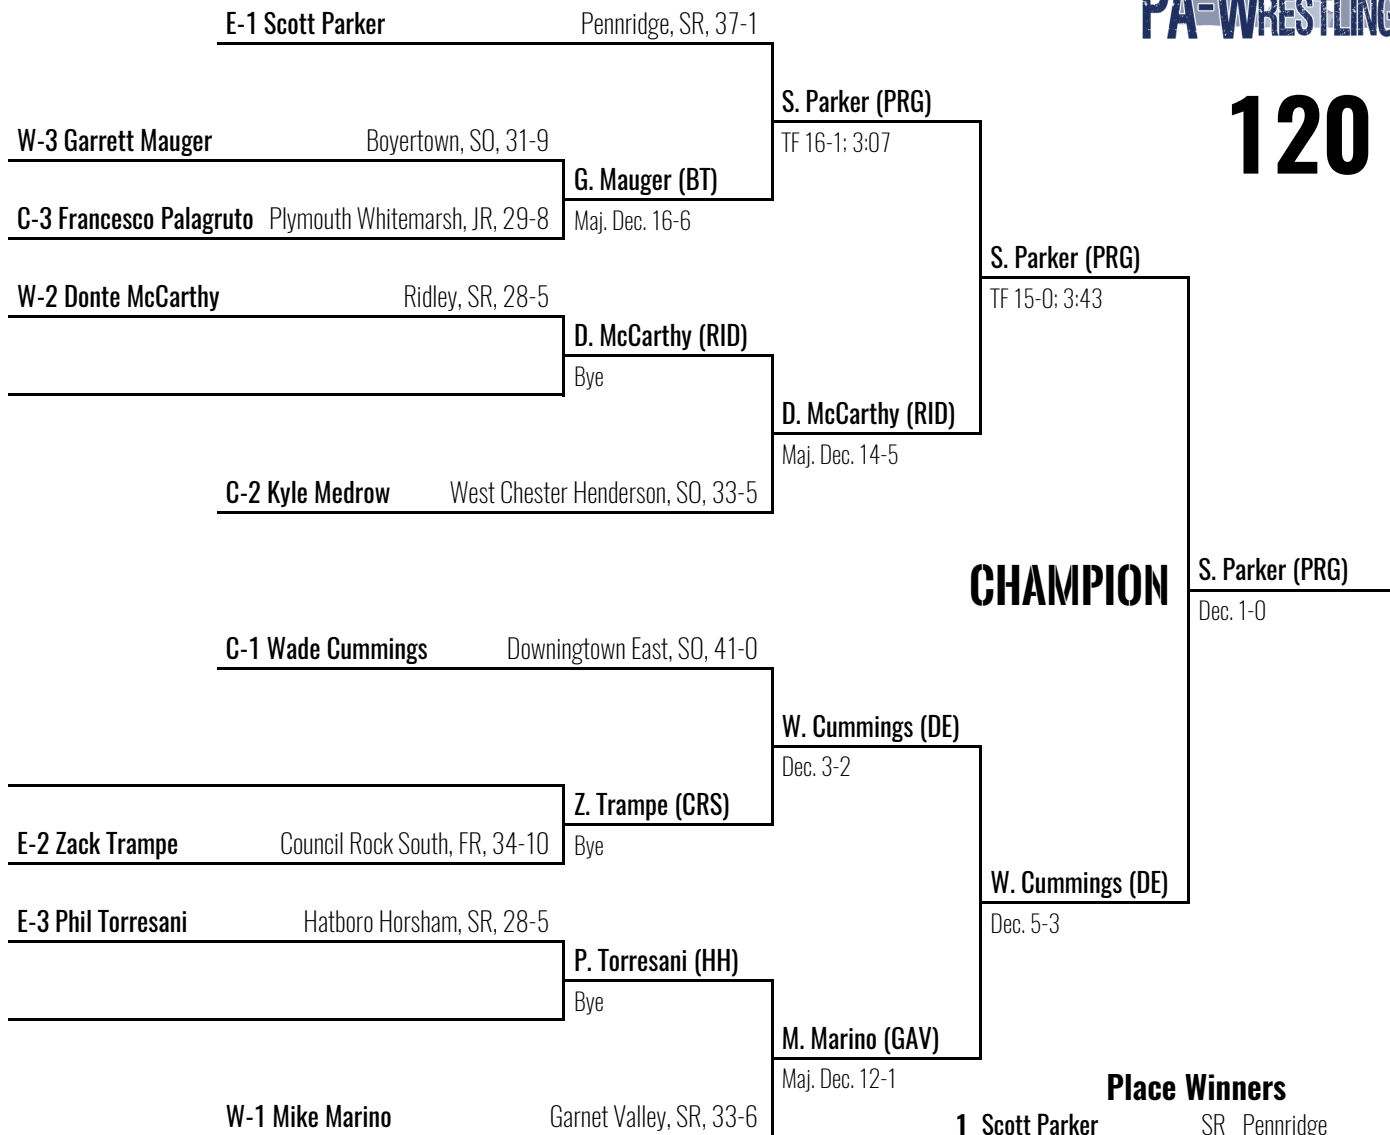 PA-WRESTLING
120
E-1 Scott Parker Pennridge, SR, 37-1
S. Parker (PRG)
TF 16-1; 3:07
W-3 Garrett Mauger Boyertown, SO, 31-9
G. Mauger (BT)
Maj. Dec. 16-6
C-3 Francesco Palagruto Plymouth Whitemarsh, JR, 29-8
S. Parker (PRG)
TF 15-0; 3:43
W-2 Donte McCarthy Ridley, SR, 28-5
D. McCarthy (RID)
Bye
D. McCarthy (RID)
Maj. Dec. 14-5
C-2 Kyle Medrow West Chester Henderson, SO, 33-5
CHAMPION
S. Parker (PRG)
Dec. 1-0
C-1 Wade Cummings Downingtown East, SO, 41-0
W. Cummings (DE)
Dec. 3-2
Z. Trampe (CRS)
Bye
E-2 Zack Trampe Council Rock South, FR, 34-10
W. Cummings (DE)
Dec. 5-3
E-3 Phil Torresani Hatboro Horsham, SR, 28-5
P. Torresani (HH)
Bye
M. Marino (GAV)
Maj. Dec. 12-1
W-1 Mike Marino Garnet Valley, SR, 33-6
Place Winners
1 Scott Parker SR Pennridge